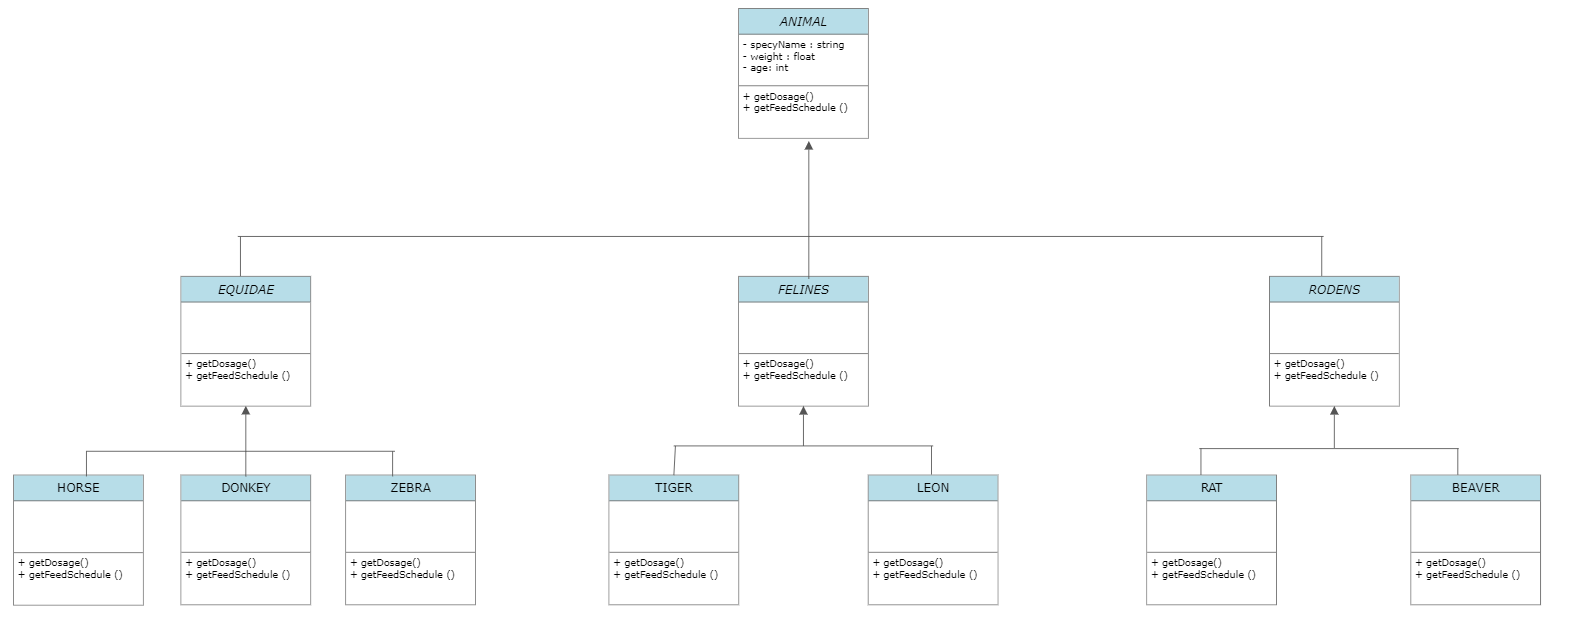 ANIMAL
- specyName : string
- weight : float
- age: int
+ getDosage()
+ getFeedSchedule ()
EQUIDAE
+ getDosage()
+ getFeedSchedule ()
FELINES
+ getDosage()
+ getFeedSchedule ()
RODENS
+ getDosage()
+ getFeedSchedule ()
HORSE
+ getDosage()
+ getFeedSchedule ()
DONKEY
+ getDosage()
+ getFeedSchedule ()
ZEBRA
+ getDosage()
+ getFeedSchedule ()
TIGER
+ getDosage()
+ getFeedSchedule ()
LEON
+ getDosage()
+ getFeedSchedule ()
RAT
+ getDosage()
+ getFeedSchedule ()
BEAVER
+ getDosage()
+ getFeedSchedule ()